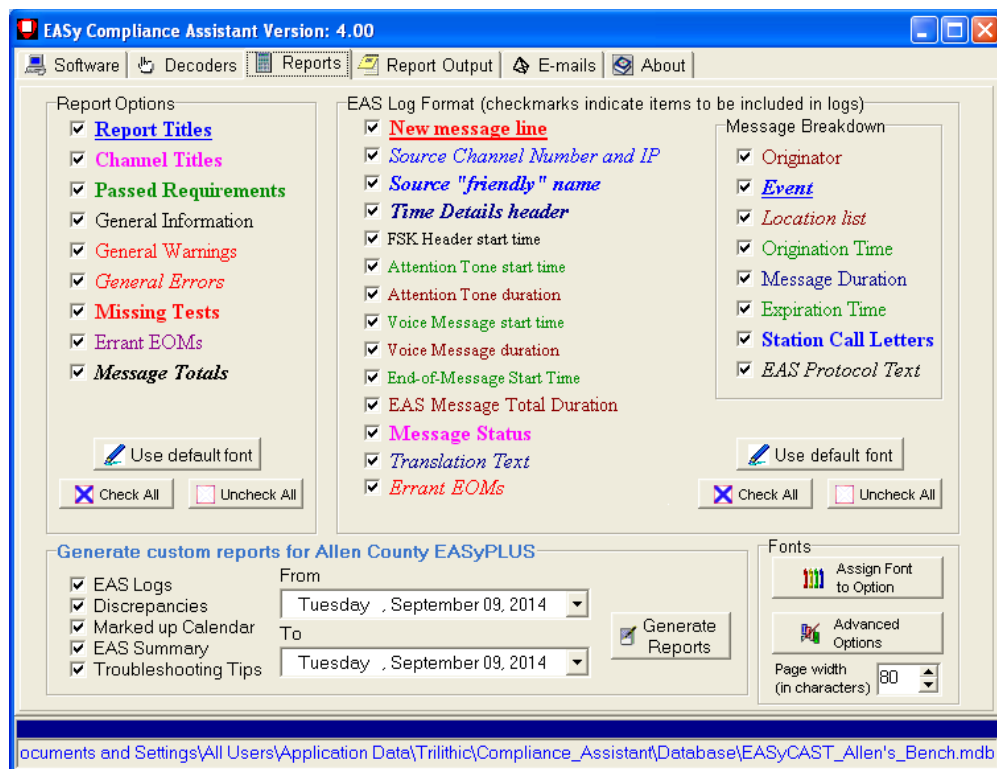 EASy Compliance Assistant Version: 4.00
Software
Decoders
Reports
Report Output
E-mails
About
Report Options
Report Titles
Channel Titles
Passed Requirements
General Information
General Warnings
General Errors
Missing Tests
Errant EOMs
Message Totals
Use default font
Check All
Uncheck All
EAS Log Format (checkmarks indicate items to be included in logs)
New message line
Source Channel Number and IP
Source "friendly" name
Time Details header
FSK Header start time
Attention Tone start time
Attention Tone duration
Voice Message start time
Voice Message duration
End-of-Message Start Time
EAS Message Total Duration
Message Status
Translation Text
Errant EOMs
Message Breakdown
Originator
Event
Location list
Origination Time
Message Duration
Expiration Time
Station Call Letters
EAS Protocol Text
Use default font
Check All
Uncheck All
Generate custom reports for Allen County EASyPLUS
EAS Logs
Discrepancies
Marked up Calendar
EAS Summary
Troubleshooting Tips
From
Tuesday , September 09, 2014
To
Tuesday , September 09, 2014
Generate
Reports
Fonts
Assign Font
to Option
Advanced
Options
Page width
(in characters)
80
ocuments and Settings\All Users\Application Data\Trilithic\Compliance_Assistant\Database\EASyCAST_Allen's_Bench.mdb